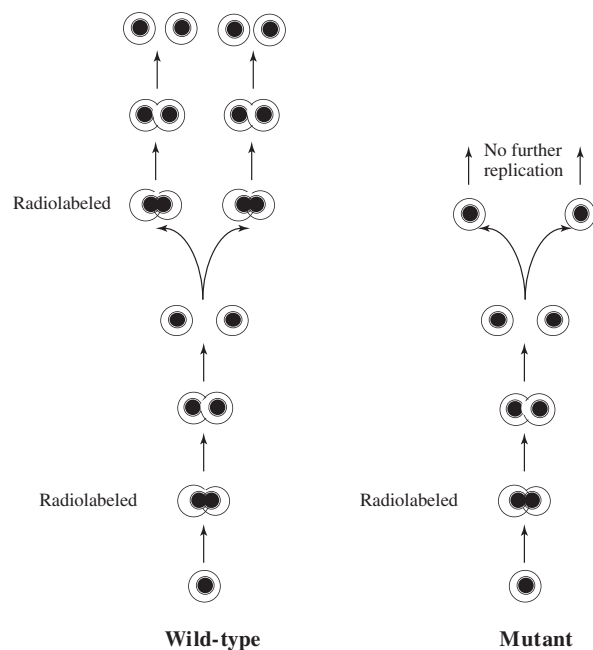 No further
replication
Radiolabeled
Radiolabeled
Radiolabeled
Wild-type
Mutant